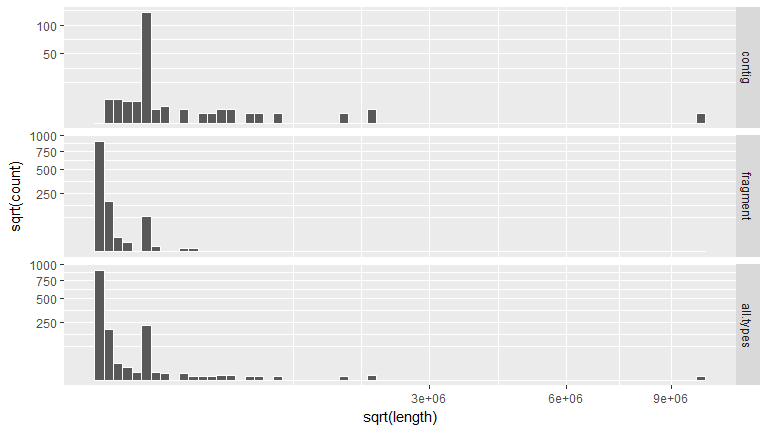 sqrt(count)
100
50
contig
1000
750
500
250
fragment
1000
750
500
250
all.types
3e+06
6e+06
9e+06
sqrt(length)